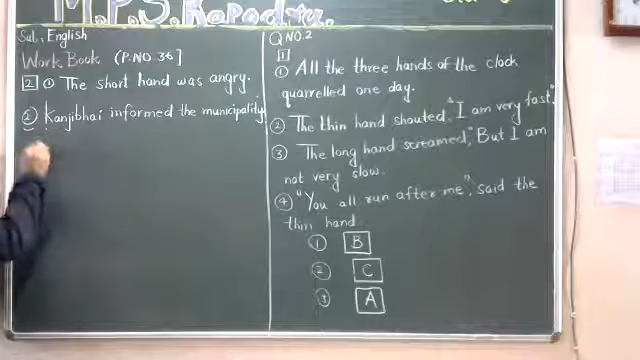 M.P.S. Kapodity.
Sub:, English
Work Book (P.NO 36]
2 ① The short hand was angry.
② Kanjibhai informed the municipality
Q NO. 2
1
① All the three hands of the clock
quarrelled one day.
② The thin hand shouted, "I am very fast."
③ The long hand screamed, "But I am
not very slow.
④ "You all run after me", said the
thin hand
① B
② C
③ A